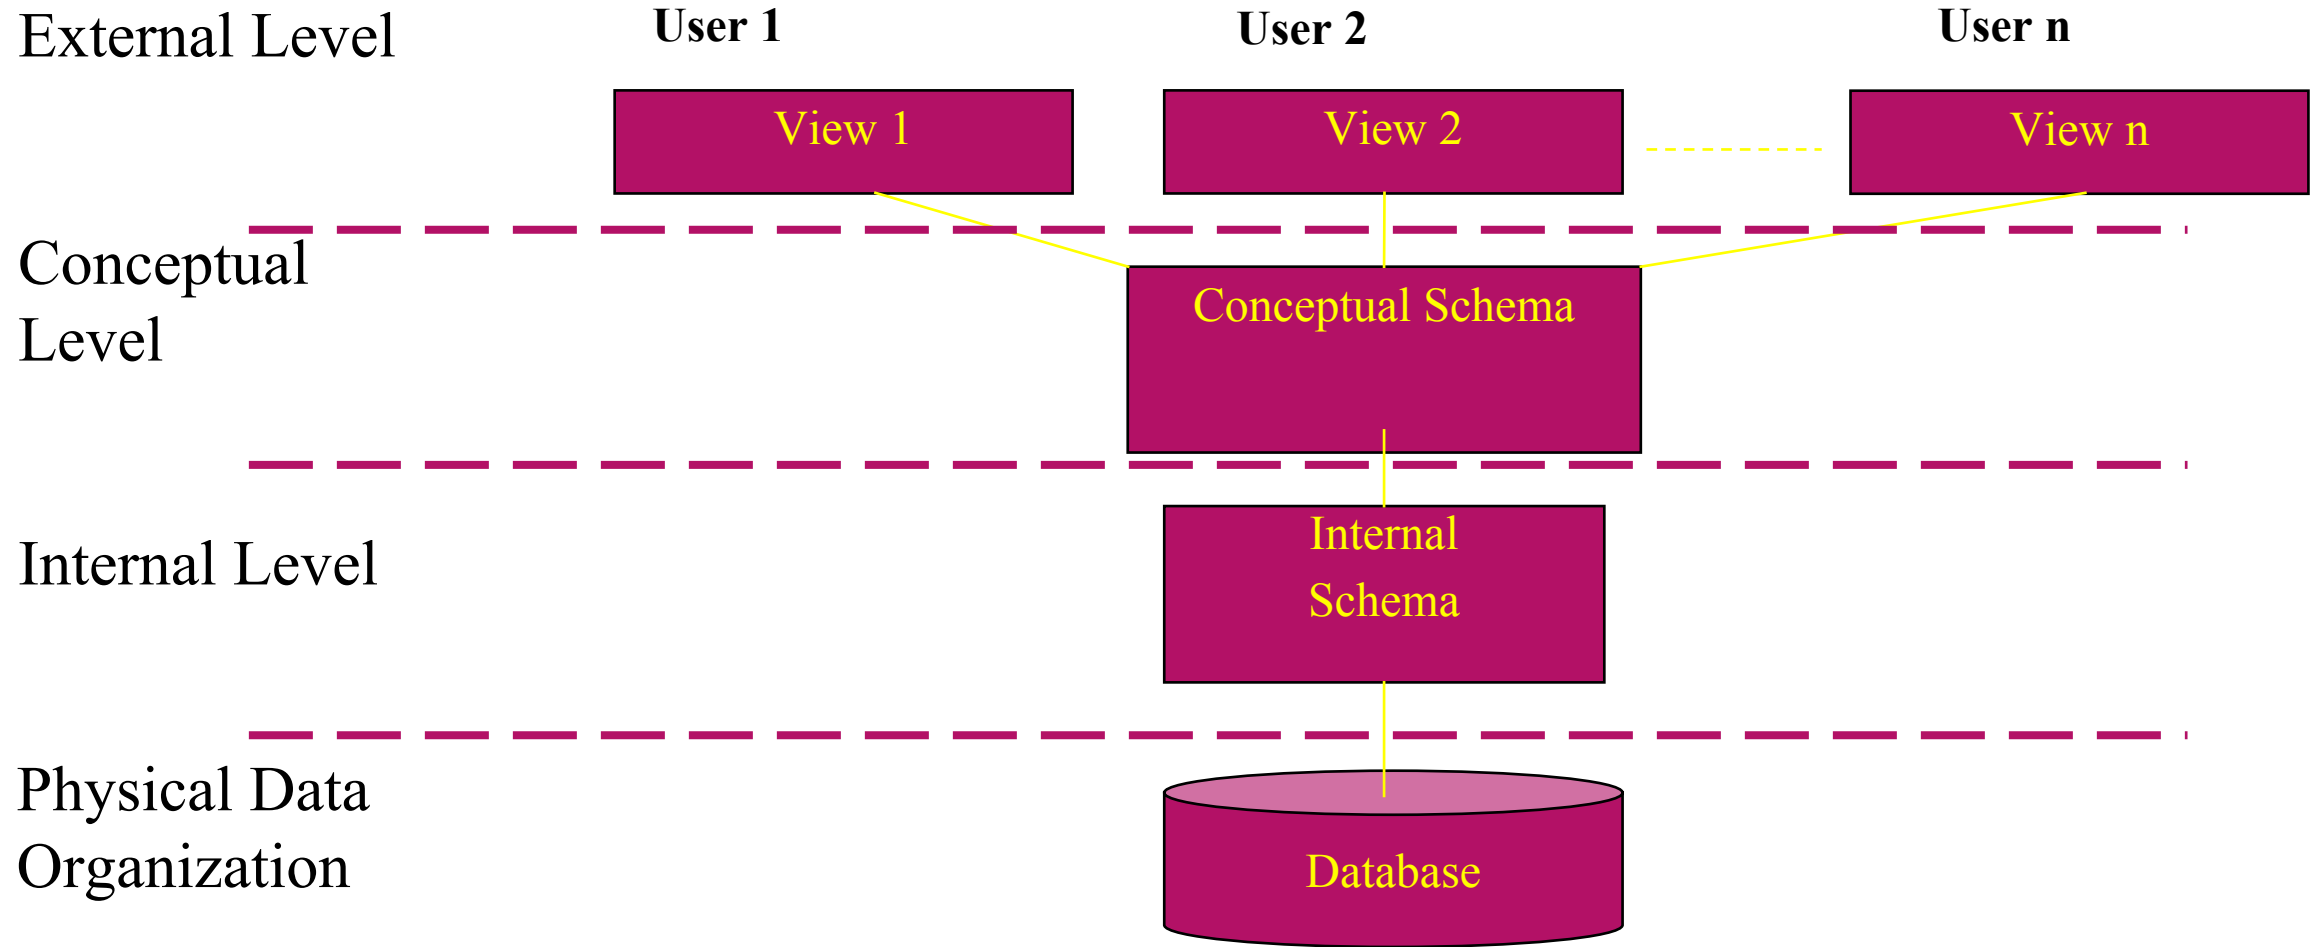 External Level
User 1
User 2
User n
View 1
View 2
View n
Conceptual
Level
Conceptual Schema
Internal Level
Internal
Schema
Physical Data
Organization
Database